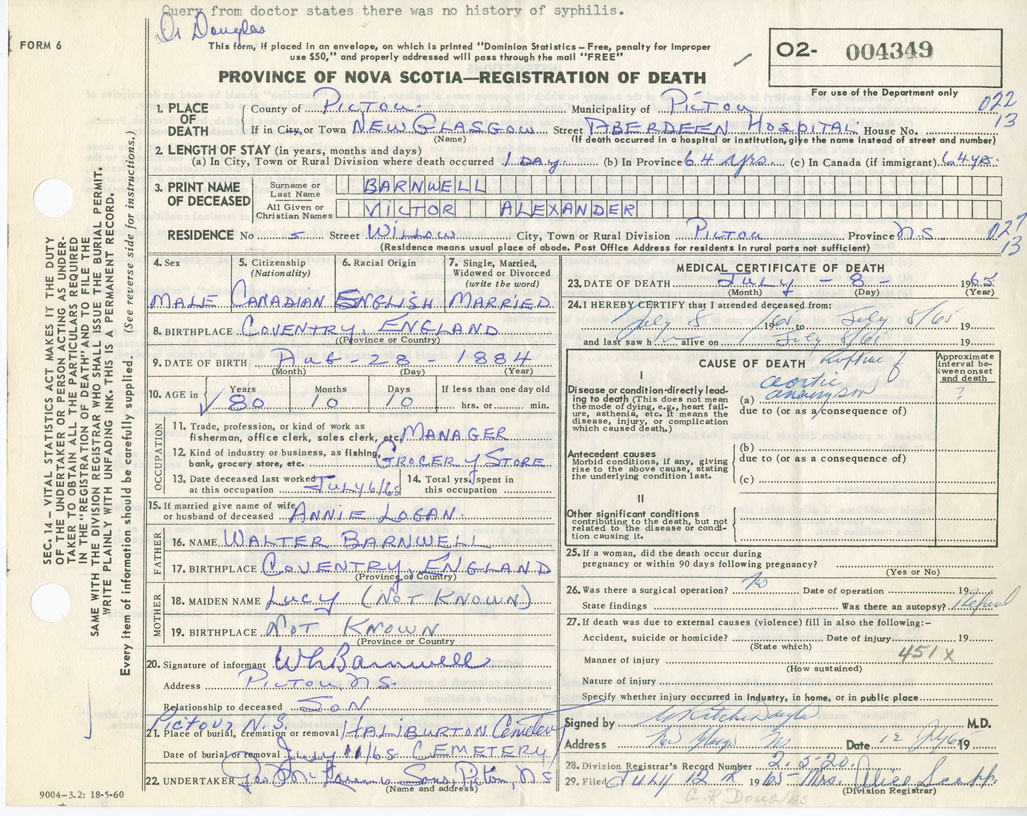 Query from doctor states there was no history of syphilis.
Dr Douglas
FORM 6
This form, if placed in an envelope, on which is printed "Dominion Statistics – Free, penalty for improper
use $50," and properly addressed will pass through the mail "FREE"
O2- 004349
PROVINCE OF NOVA SCOTIA—REGISTRATION OF DEATH
For use of the Department only
022
13
1. PLACE OF DEATH
County of Pictou Municipality of Pictou
If in City, or Town New Glasgow Street Aberdeen Hospital House No.
(Name) (If death occurred in a hospital or institution, give the name instead of street and number)
2. LENGTH OF STAY (in years, months and days)
(a) In City, Town or Rural Division where death occurred 1 Day (b) In Province 64 yrs. (c) In Canada (if immigrant) 64 yrs.
3. PRINT NAME OF DECEASED
Surname or Last Name BARNWELL
All Given or Christian Names VICTOR ALEXANDER
RESIDENCE No. 5 Street Willow City, Town or Rural Division Pictou Province N.S.
027
13
(Residence means usual place of abode. Post Office Address for residents in rural parts not sufficient)
4. Sex
MALE
5. Citizenship (Nationality)
CANADIAN
6. Racial Origin
ENGLISH
7. Single, Married, Widowed or Divorced (write the word)
MARRIED
8. BIRTHPLACE COVENTRY, ENGLAND
(Province or Country)
9. DATE OF BIRTH Aug - 28 - 1884
(Month) (Day) (Year)
10. AGE in
Years Months Days If less than one day old
80 10 10 hrs. or min.
OCCUPATION
11. Trade, profession, or kind of work as
fisherman, office clerk, sales clerk, etc. MANAGER
12. Kind of industry or business, as fishing,
bank, grocery store, etc. GROCERY STORE
13. Date deceased last worked
at this occupation JULY 6/65
14. Total yrs. spent in
this occupation
15. If married give name of wife
or husband of deceased ANNIE LOGAN
FATHER
16. NAME WALTER BARNWELL
17. BIRTHPLACE COVENTRY, ENGLAND
(Province or Country)
MOTHER
18. MAIDEN NAME LUCY (NOT KNOWN)
19. BIRTHPLACE NOT KNOWN
(Province or Country)
20. Signature of informant Barnwell
Address PICTOU, N.S.
Relationship to deceased SON
Pictou N.S.
21. Place of burial, cremation or removal HALIBURTON Cemetery
Date of burial or removal July 11/65 CEMETERY
22. UNDERTAKER Sons, Pictou, N.S
(Name and address)
9004–3.2: 18-5-60
MEDICAL CERTIFICATE OF DEATH
23. DATE OF DEATH July - 8 - 1965
(Month) (Day) (Year)
24. I HEREBY CERTIFY that I attended deceased from:
July 8 1965 to July 8/65 19
and last saw h alive on July 8/65 19
CAUSE OF DEATH
Approximate interval between onset and death
I
Disease or condition directly leading to death (This does not mean the mode of dying, e.g., heart failure, asthenia, etc. It means the disease, injury, or complication which caused death.)
Rupture of
aortic
(a) aneurysm ?
due to (or as a consequence of)
Antecedent causes
Morbid conditions, if any, giving rise to the above cause, stating the underlying condition last.
(b)
due to (or as a consequence of)
(c)
II
Other significant conditions
contributing to the death, but not related to the disease or condition causing it.
25. If a woman, did the death occur during
pregnancy or within 90 days following pregnancy?
(Yes or No)
26. Was there a surgical operation? No Date of operation 19
State findings Was there an autopsy? Refused
27. If death was due to external causes (violence) fill in also the following:-
Accident, suicide or homicide? Date of injury 19
(State which)
451X
Manner of injury
(How sustained)
Nature of injury
Specify whether injury occurred in industry, in home, or in public place
Signed by M.D.
Address New Glasgow NS Date 12 July 65 19
28. Division Registrar's Record Number 2-5-20
29. Filed July 12th 1965 Mrs. Alice Scott
(Division Registrar)
G.R. DOUGLAS
SEC. 14 – VITAL STATISTICS ACT MAKES IT THE DUTY
OF THE UNDERTAKER OR PERSON ACTING AS UNDER-
TAKER TO OBTAIN ALL THE PARTICULARS REQUIRED
IN THE "REGISTRATION OF DEATH" AND FILE THE
SAME WITH THE DIVISION REGISTRAR WHO SHALL ISSUE THE BURIAL PERMIT.
WRITE PLAINLY WITH UNFADING INK. THIS IS A PERMANENT RECORD.
Every item of information should be carefully supplied. (See reverse side for instructions.)